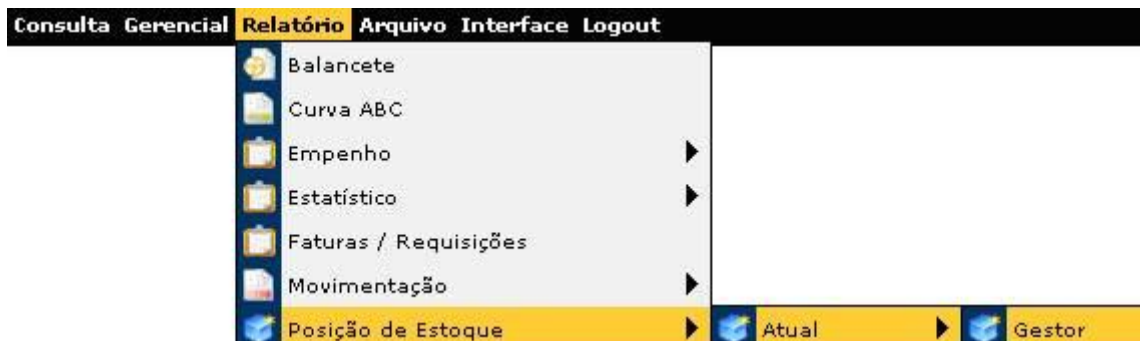 Consulta Gerencial Relatório Arquivo Interface Logout
Balancete
Curva ABC
Empenho
Estatístico
Faturas / Requisições
Movimentação
Posição de Estoque Atual Gestor